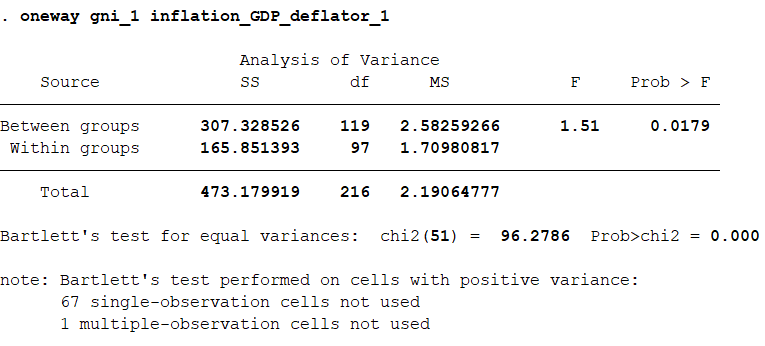 . oneway gni_1 inflation_GDP_deflator_1
Analysis of Variance
Source SS df MS F Prob > F
Between groups 307.328526 119 2.58259266 1.51 0.0179
Within groups 165.851393 97 1.70980817
Total 473.179919 216 2.19064777
Bartlett's test for equal variances: chi2(51) = 96.2786 Prob>chi2 = 0.000
note: Bartlett's test performed on cells with positive variance:
67 single-observation cells not used
1 multiple-observation cells not used